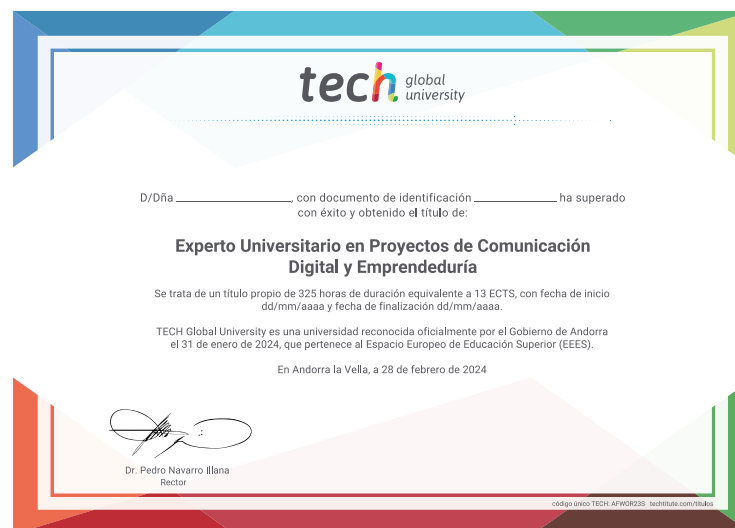 tech global university
D/Dña ____________________, con documento de identificación ______________ ha superado
con éxito y obtenido el título de:
Experto Universitario en Proyectos de Comunicación
Digital y Emprendeduría
Se trata de un título propio de 325 horas de duración equivalente a 13 ECTS, con fecha de inicio
dd/mm/aaaa y fecha de finalización dd/mm/aaaa.
TECH Global University es una universidad reconocida oficialmente por el Gobierno de Andorra
el 31 de enero de 2024, que pertenece al Espacio Europeo de Educación Superior (EEES).
En Andorra la Vella, a 28 de febrero de 2024
Dr. Pedro Navarro Illana
Rector
código único TECH: AFWOR23S techtitute.com/titulos